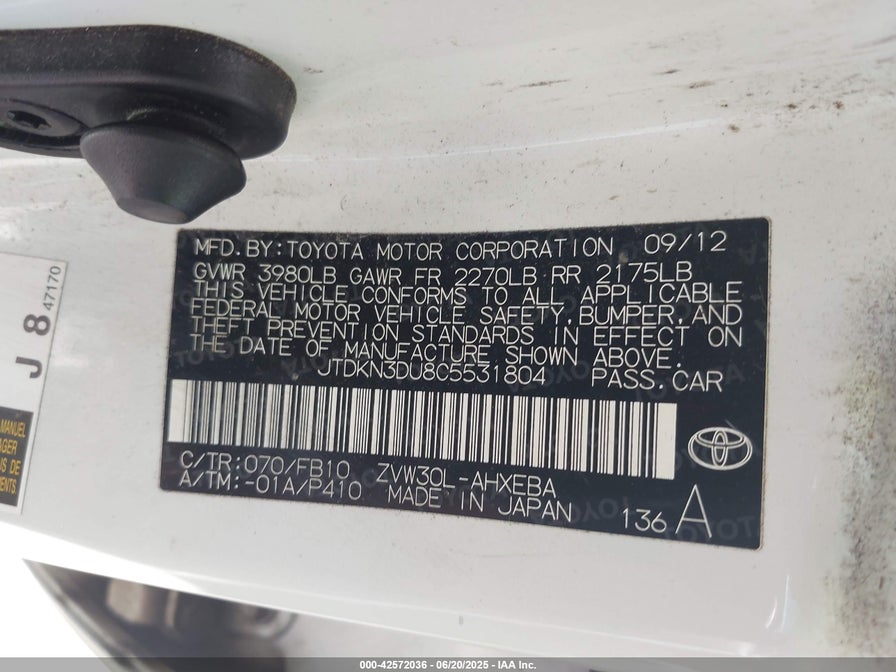 MFD.BY:TOYOTA MOTOR CORPORATION 09/12
GVWR 3980LB GAWR FR 2270LB RR 2175LB
THIS VEHICLE CONFORMS TO ALL APPLICABLE
FEDERAL MOTOR VEHICLE SAFETY,BUMPER,AND
THEFT PREVENTION STANDARDS IN EFFECT ON
THE DATE OF MANUFACTURE SHOWN ABOVE.
JTDKN3DU8C5531804 PASS.CAR
C/TR:070/FB10 ZVW30L-AHXEBA
A/TM:-01A/P410 MADE IN JAPAN 136 A
J 8
47170
MANUEL
DE
000-42572036 - 06/20/2025 - IAA Inc.